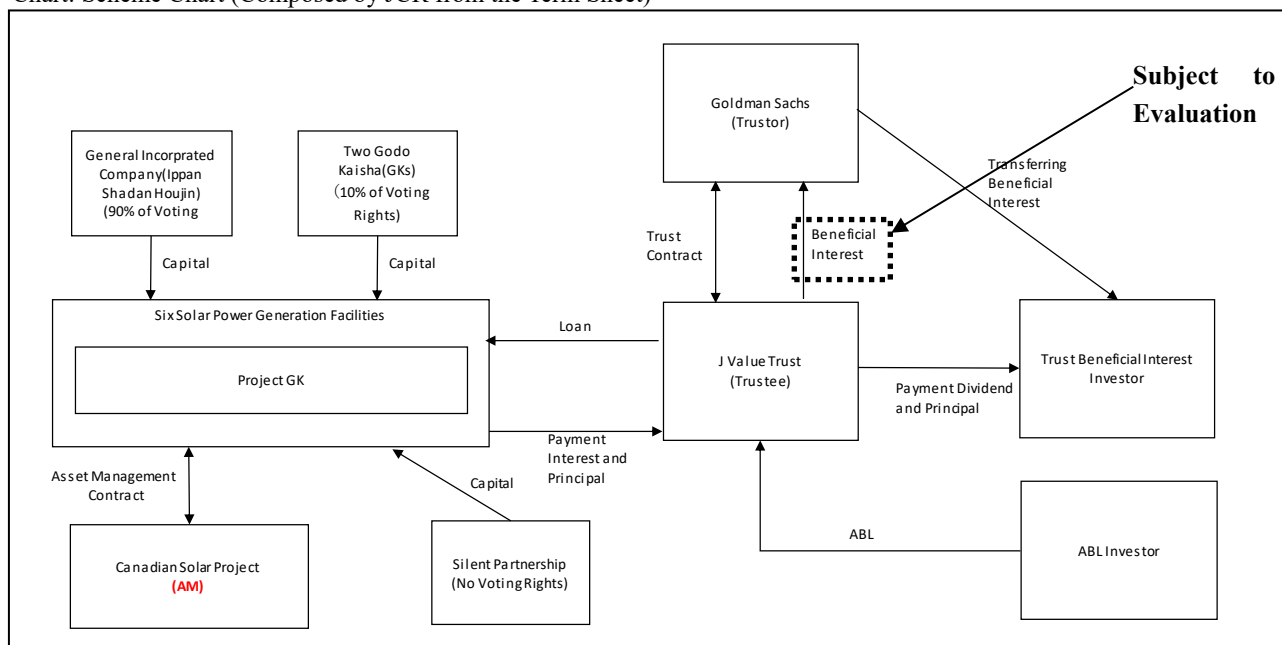 Chart: Scheme Chart (Composed by JCR from the Term Sheet)
Subject to
Evaluation
Goldman Sachs
(Trustor)
General Incorprated
Company(Ippan
Shadan Houjin)
(90% of Voting
Two Godo
Kaisha(GKs)
(10% of Voting
Rights)
Transferring
Beneficial
Interest
Trust
Contract
Beneficial
Interest
Capital
Capital
Six Solar Power Generation Facilities
Project GK
Loan
J Value Trust
(Trustee)
Trust Beneficial Interest
Investor
Payment Dividend
and Principal
Payment
Interest and
Principal
Asset Management
Contract
Capital
Canadian Solar Project
(AM)
Silent Partnership
(No Voting Rights)
ABL
ABL Investor